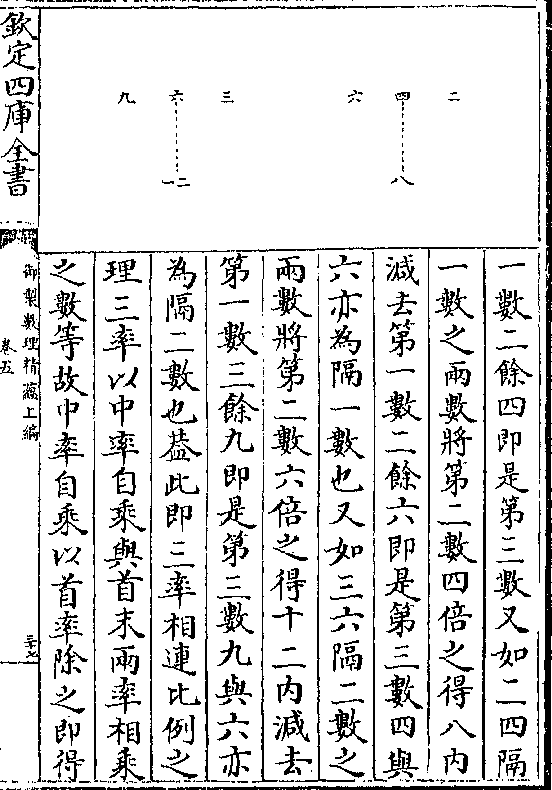 二
四
八
六
三
六
一二
九
一數二餘四即是第三數又如二四隔
一數之兩數將第二數四倍之得八内
減去第一數二餘六即是第三數四與
六亦為隔一數也又如三六隔二數之
兩數將第二數六倍之得十二内減去
第一數三餘九即是第三數九與六亦
為隔二數也葢此即三率相連比例之
理三率以中率自乗與首末兩率相乗
之數等故中率自乗以首率除之即得
欽定四庫全書
御製數理精蘊上編
卷五
三十七